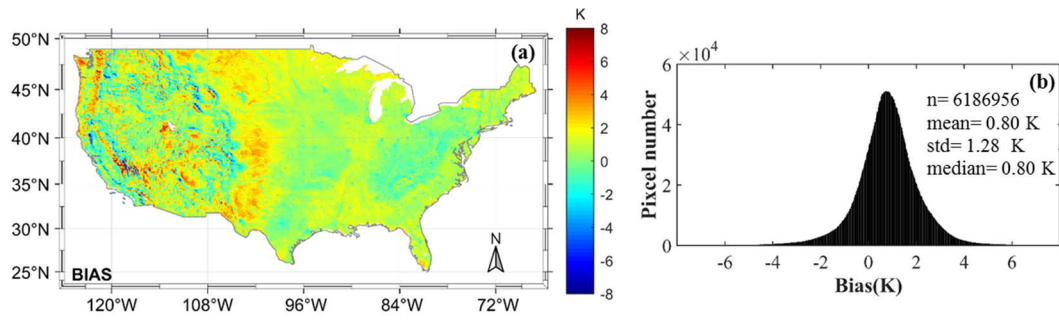 K
50°N
45°N
40°N
35°N
30°N
25°N
(a)
N
BIAS
120°W 108°W 96°W 84°W 72°W
8
6
4
2
0
-2
-4
-6
-8
×10⁴
6
4
2
0
Pixcel number
(b)
n= 6186956
mean= 0.80 K
std= 1.28 K
median= 0.80 K
-6 -4 -2 0 2 4 6
Bias(K)